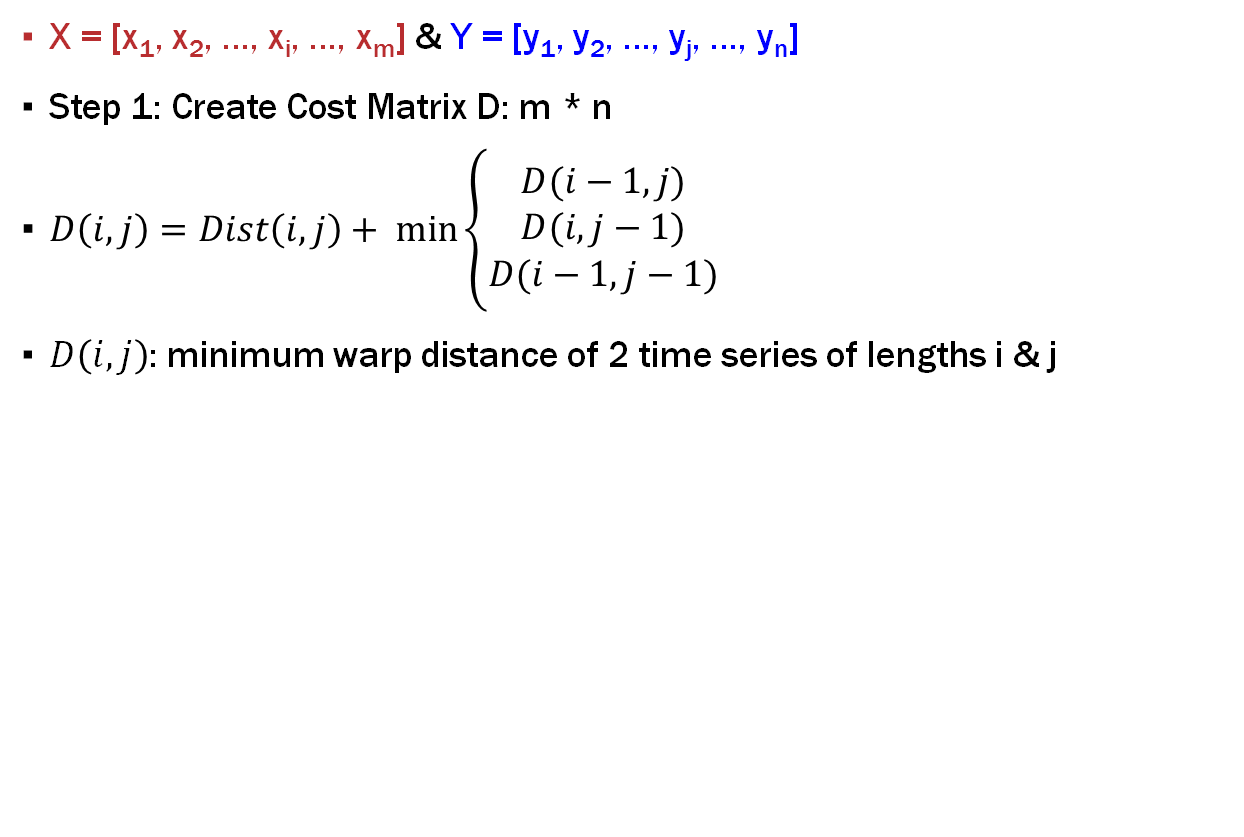 ▪ X = [x₁, x₂, ..., xᵢ, ..., xₘ] & Y = [y₁, y₂, ..., yⱼ, ..., yₙ]
▪ Step 1: Create Cost Matrix D: m * n
D(i − 1, j)
▪ D(i, j) = Dist(i, j) + min { D(i, j − 1)
D(i − 1, j − 1)
▪ D(i, j): minimum warp distance of 2 time series of lengths i & j